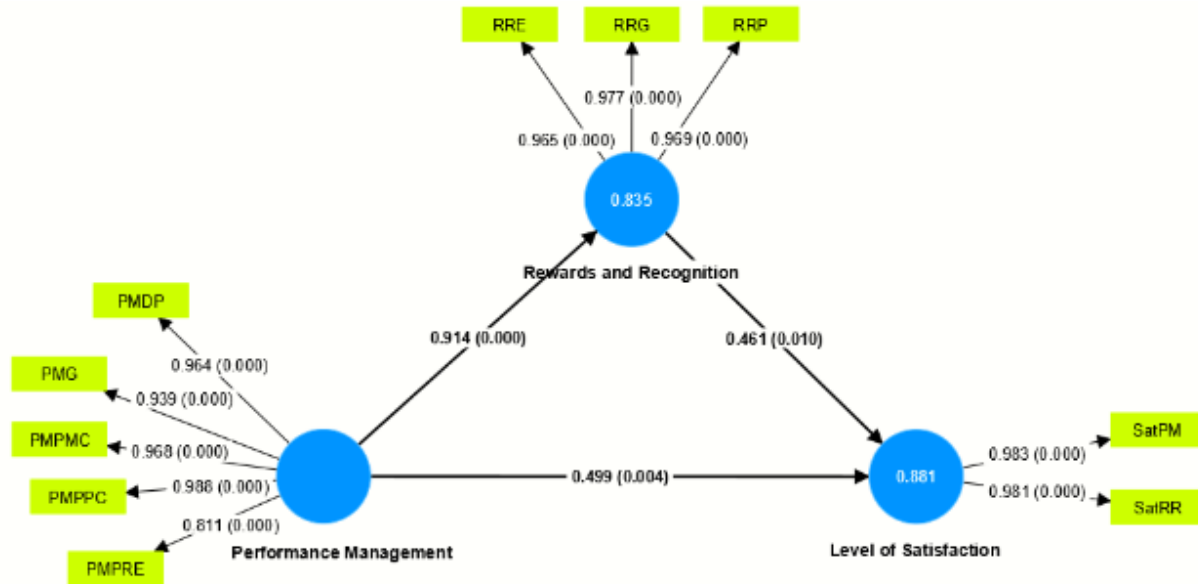 RRE RRG RRP
0.977 (0.000)
0.965 (0.000) 0.969 (0.000)
0.835
Rewards and Recognition
PMDP
0.914 (0.000) 0.461 (0.010)
0.964 (0.000)
PMG
0.939 (0.000)
PMPMC
0.968 (0.000)
PMPPC
0.988 (0.000)
0.811 (0.000)
PMPRE
Performance Management
0.499 (0.004)
0.881
Level of Satisfaction
SatPM
0.983 (0.000)
0.981 (0.000)
SatRR